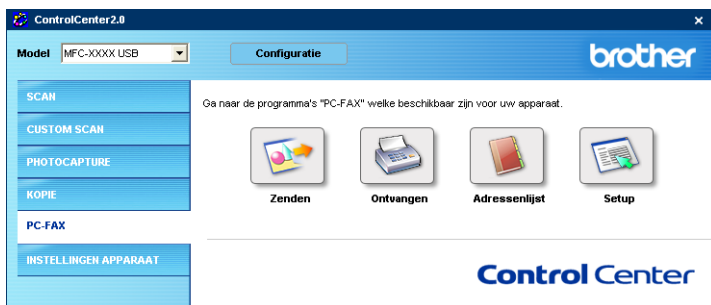 ControlCenter2.0
Model MFC-XXXX USB Configuratie brother
SCAN
CUSTOM SCAN
PHOTOCAPTURE
KOPIE
PC-FAX
INSTELLINGEN APPARAAT
Ga naar de programma's "PC-FAX" welke beschikbaar zijn voor uw apparaat.
Zenden Ontvangen Adressenlijst Setup
Control Center